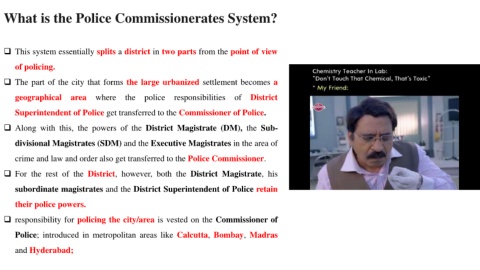 What is the Police Commissionerates System?
❑ This system essentially splits a district in two parts from the point of view
of policing.
❑ The part of the city that forms the large urbanized settlement becomes a
geographical area where the police responsibilities of District
Superintendent of Police get transferred to the Commissioner of Police.
❑ Along with this, the powers of the District Magistrate (DM), the Sub-
divisional Magistrates (SDM) and the Executive Magistrates in the area of
crime and law and order also get transferred to the Police Commissioner.
❑ For the rest of the District, however, both the District Magistrate, his
subordinate magistrates and the District Superintendent of Police retain
their police powers.
❑ responsibility for policing the city/area is vested on the Commissioner of
Police; introduced in metropolitan areas like Calcutta, Bombay, Madras
and Hyderabad;
Chemistry Teacher In Lab:
"Don't Touch That Chemical, That's Toxic"
* My Friend: